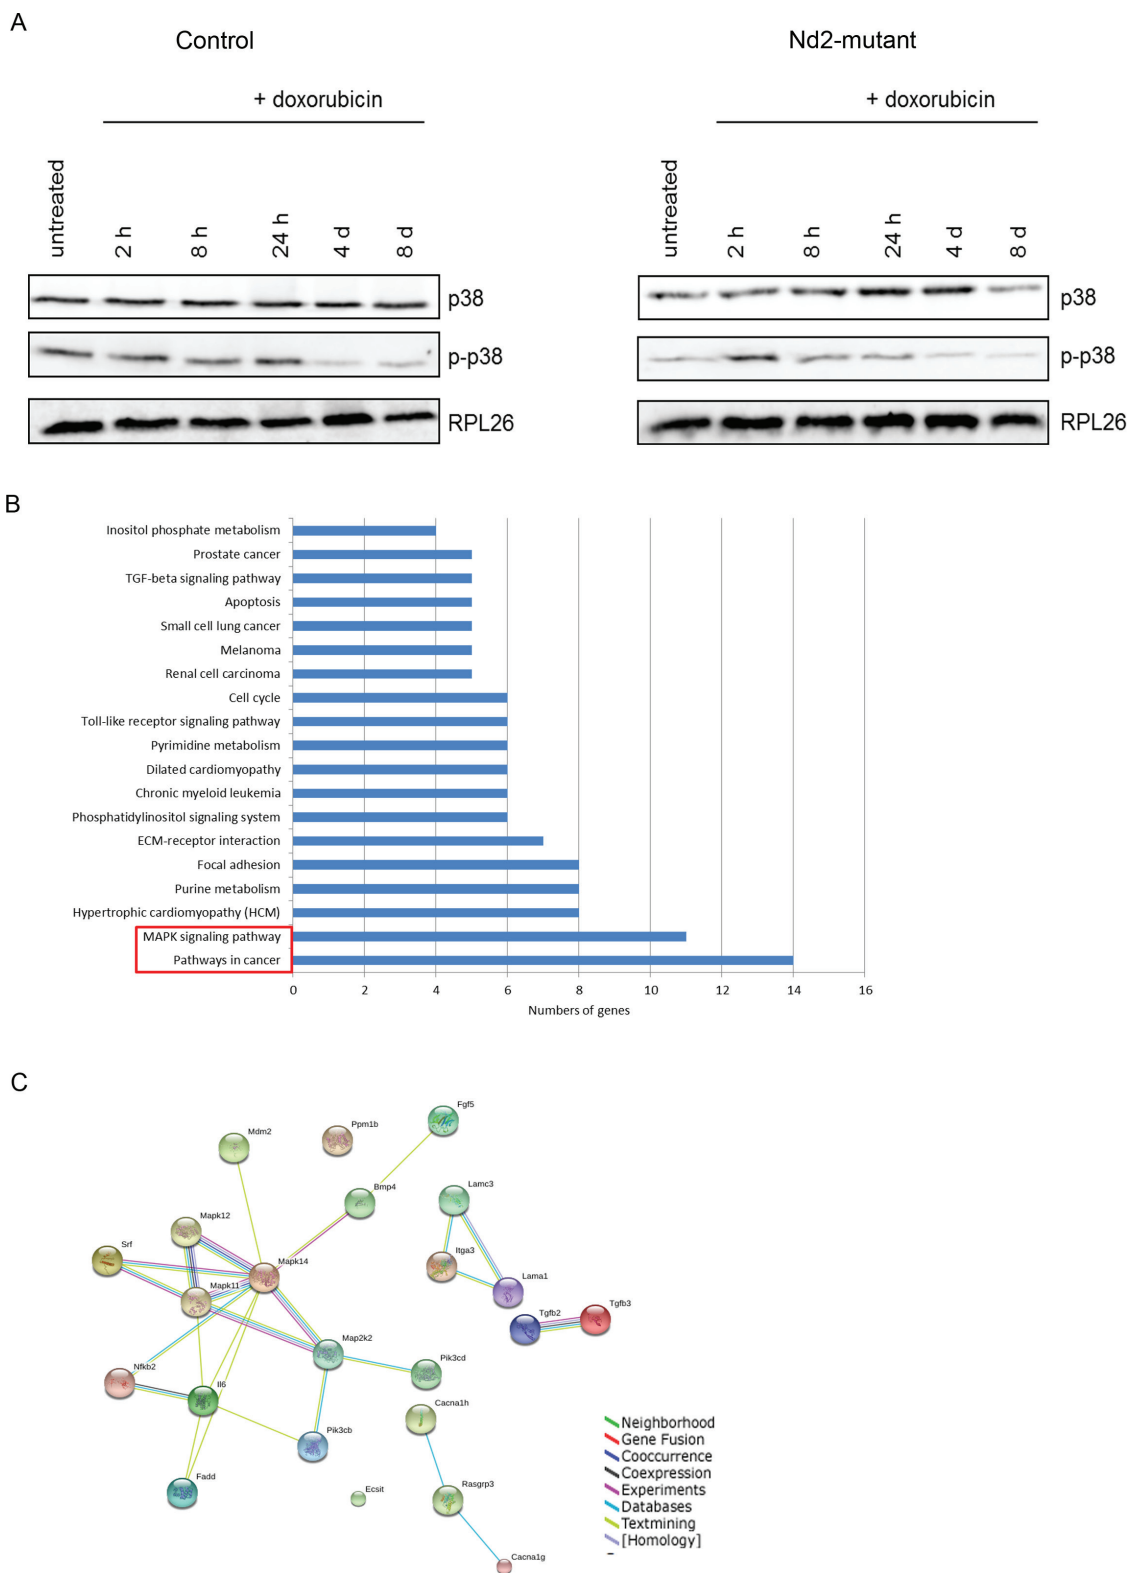 A
Control
Nd2-mutant
+ doxorubicin
+ doxorubicin
untreated
2 h
8 h
24 h
4 d
8 d
untreated
2 h
8 h
24 h
4 d
8 d
p38
p-p38
RPL26
p38
p-p38
RPL26
B
Inositol phosphate metabolism
Prostate cancer
TGF-beta signaling pathway
Apoptosis
Small cell lung cancer
Melanoma
Renal cell carcinoma
Cell cycle
Toll-like receptor signaling pathway
Pyrimidine metabolism
Dilated cardiomyopathy
Chronic myeloid leukemia
Phosphatidylinositol signaling system
ECM-receptor interaction
Focal adhesion
Purine metabolism
Hypertrophic cardiomyopathy (HCM)
MAPK signaling pathway
Pathways in cancer
0 2 4 6 8 10 12 14 16
Numbers of genes
C
Fgf5
Ppm1b
Mdm2
Lamc3
Bmp4
Mapk12
Srf
Itga3
Mapk14
Mapk11
Lama1
Tgfb3
Tgfb2
Map2k2
Nfkb2
Pik3cd
Il6
Cacna1h
Pik3cb
Fadd
Ecsit
Rasgrp3
Cacna1g
Neighborhood
Gene Fusion
Cooccurrence
Coexpression
Experiments
Databases
Textmining
[Homology]